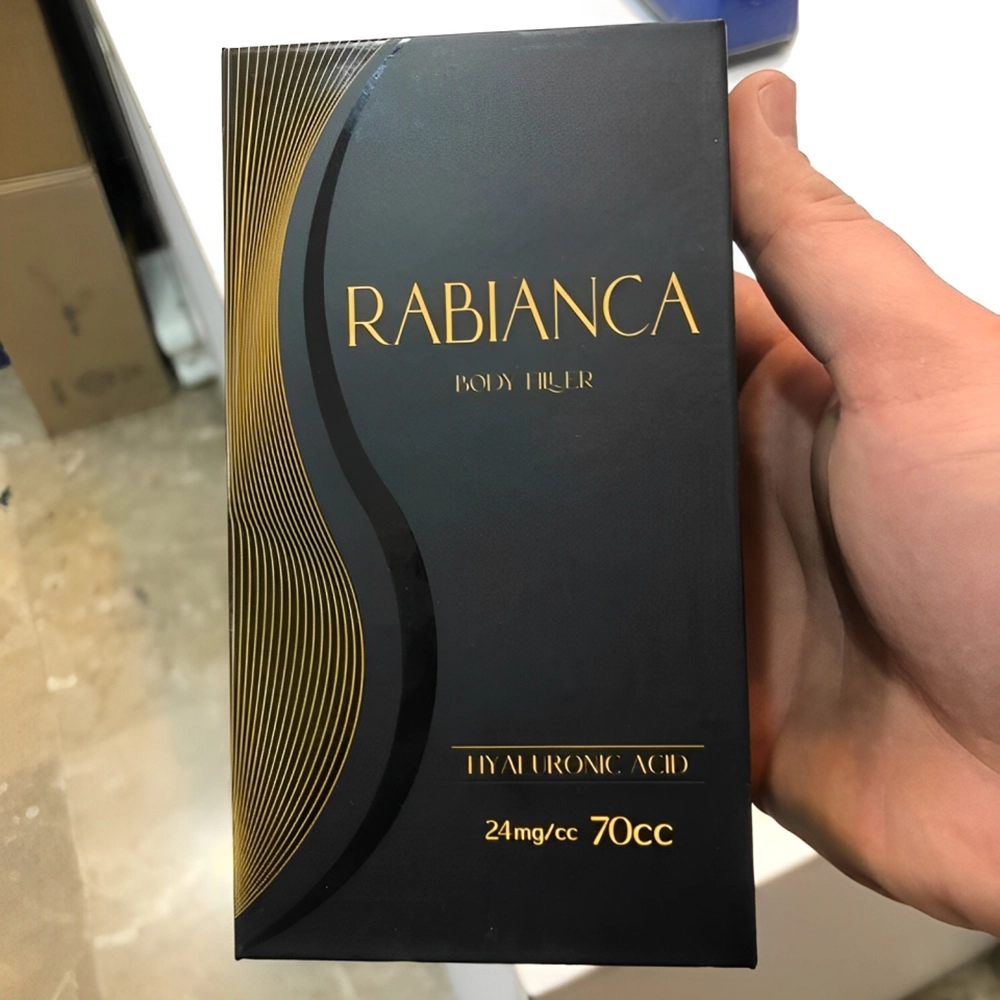 RABIANCA
BODY FILLER
HYALURONIC ACID
24mg/cc 70cc